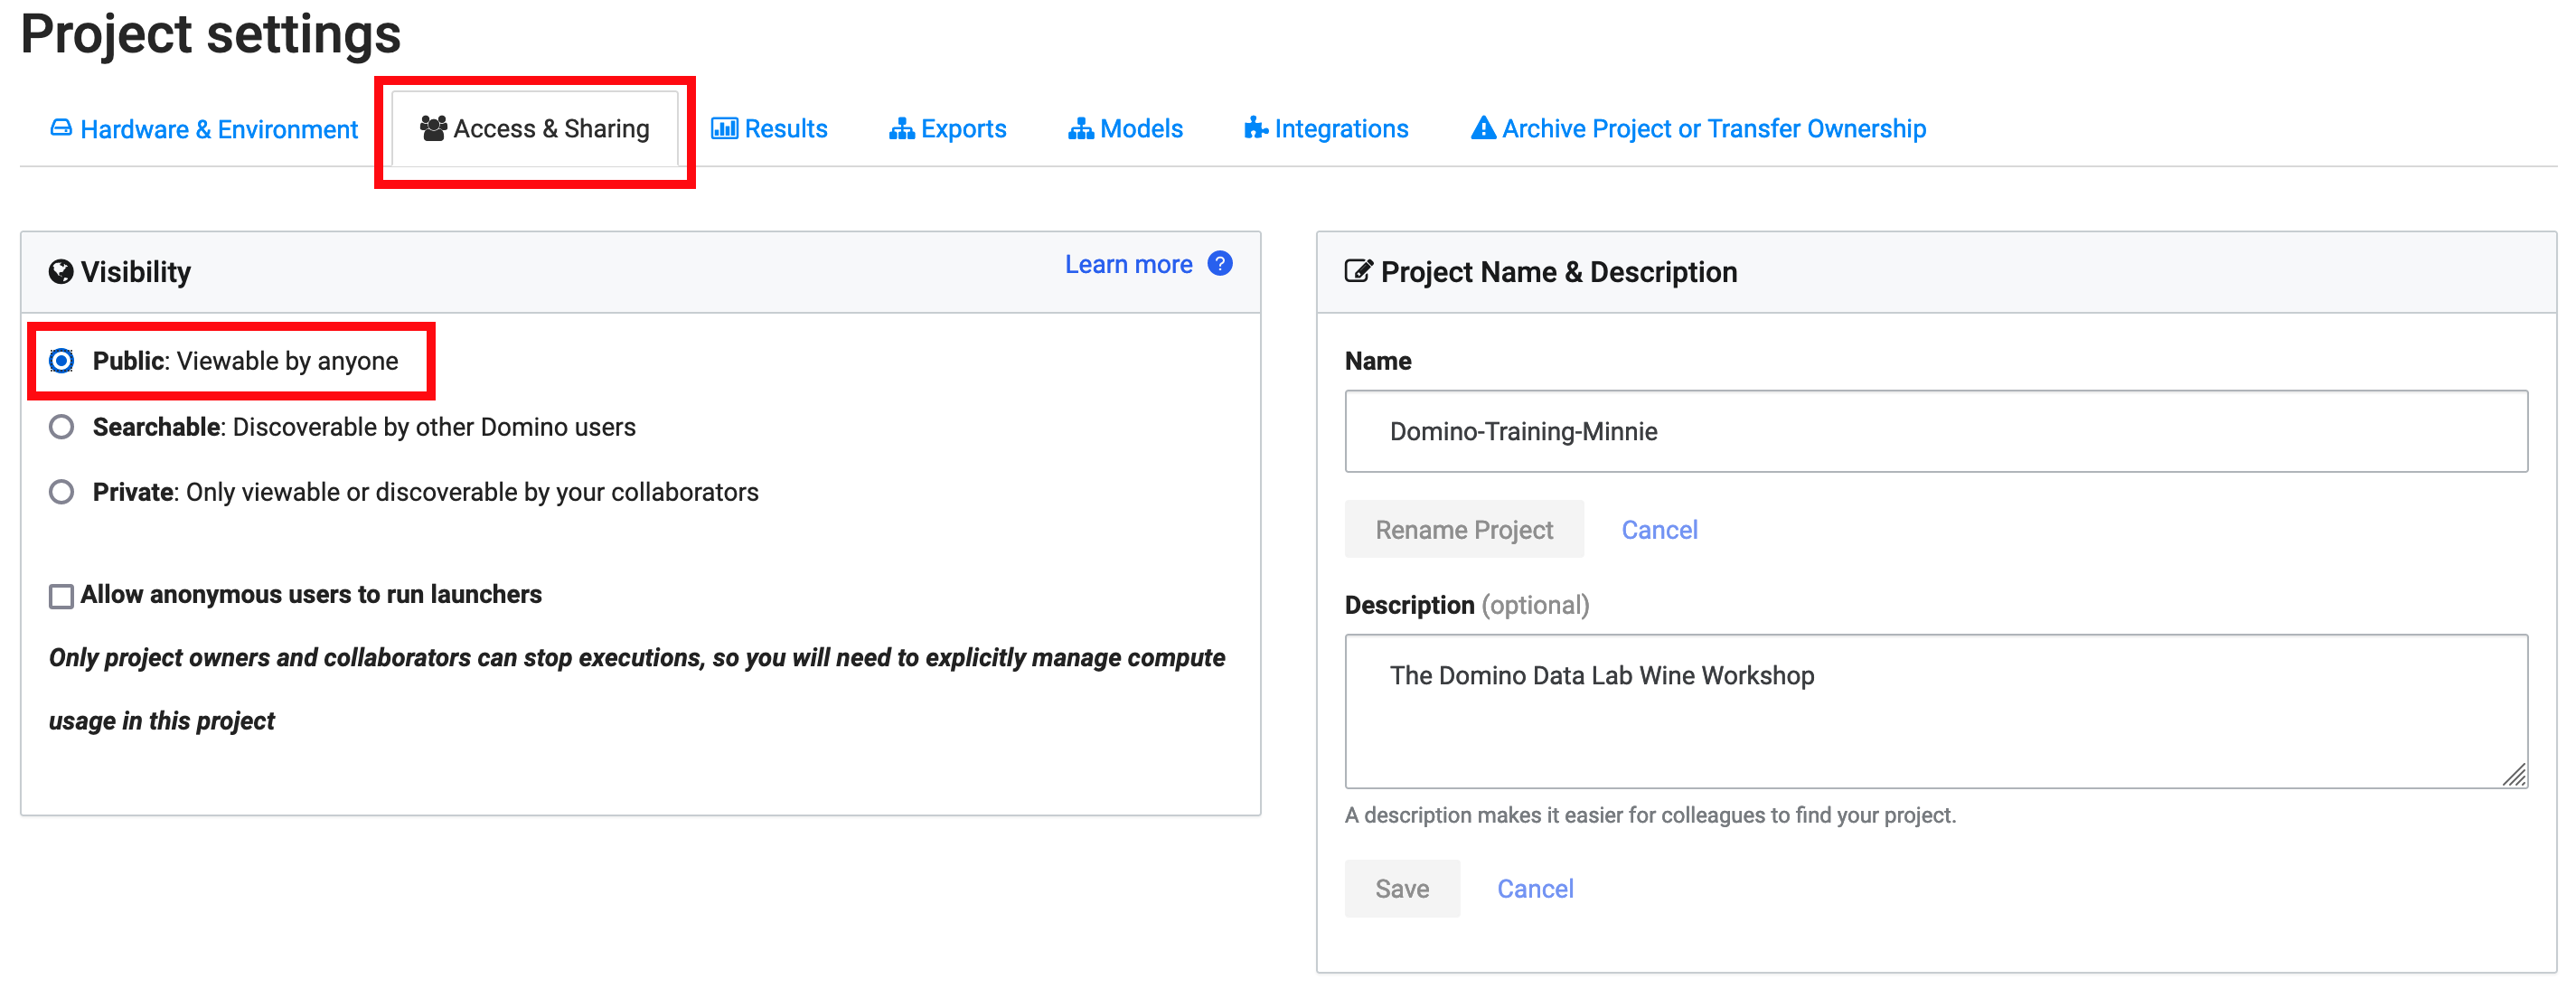 Project settings
Hardware & Environment
Access & Sharing
Results
Exports
Models
Integrations
Archive Project or Transfer Ownership
Visibility
Learn more ?
Public: Viewable by anyone
Searchable: Discoverable by other Domino users
Private: Only viewable or discoverable by your collaborators
Allow anonymous users to run launchers
Only project owners and collaborators can stop executions, so you will need to explicitly manage compute
usage in this project
Project Name & Description
Name
Domino-Training-Minnie
Rename Project
Cancel
Description (optional)
The Domino Data Lab Wine Workshop
A description makes it easier for colleagues to find your project.
Save
Cancel